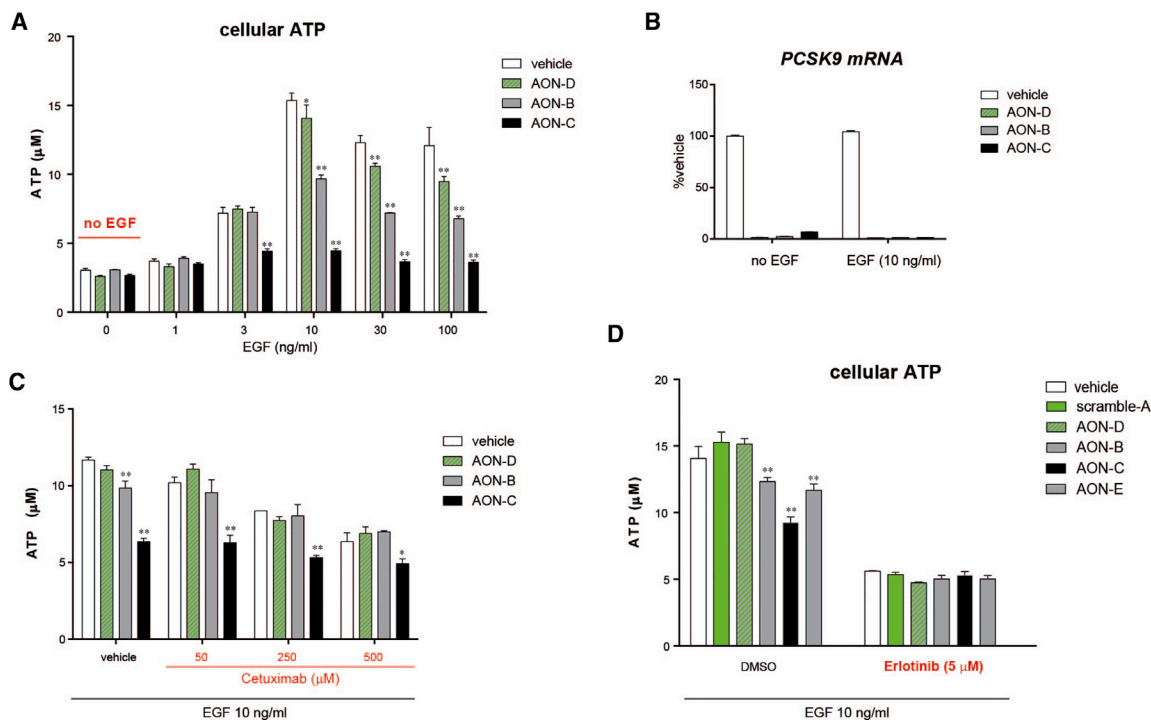 A
cellular ATP
20
15
10
5
0
ATP (µM)
no EGF
*
**
**
**
**
**
**
**
**
**
**
0 1 3 10 30 100
EGF (ng/ml)
vehicle
AON-D
AON-B
AON-C
B
PCSK9 mRNA
150
100
50
0
%vehicle
no EGF EGF (10 ng/ml)
vehicle
AON-D
AON-B
AON-C
C
15
10
5
0
ATP (µM)
**
**
**
**
*
vehicle 50 250 500
Cetuximab (µM)
EGF 10 ng/ml
vehicle
AON-D
AON-B
AON-C
D
cellular ATP
20
15
10
5
0
ATP (µM)
**
**
**
DMSO Erlotinib (5 µM)
EGF 10 ng/ml
vehicle
scramble-A
AON-D
AON-B
AON-C
AON-E